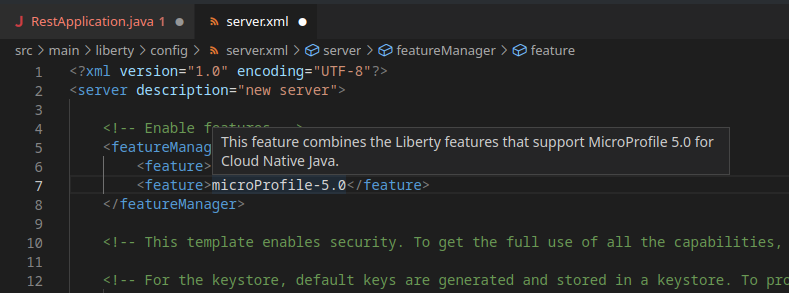 J RestApplication.java 1 ● server.xml ●
src > main > liberty > config > server.xml > server > featureManager > feature
1 <?xml version="1.0" encoding="UTF-8"?>
2 <server description="new server">
3
4 <!-- Enable features -->
This feature combines the Liberty features that support MicroProfile 5.0 for
Cloud Native Java.
5 <featureManag
6 <feature>
7 <feature>microProfile-5.0</feature>
8 </featureManager>
9
10 <!-- This template enables security. To get the full use of all the capabilities,
11
12 <!-- For the keystore, default keys are generated and stored in a keystore. To pro